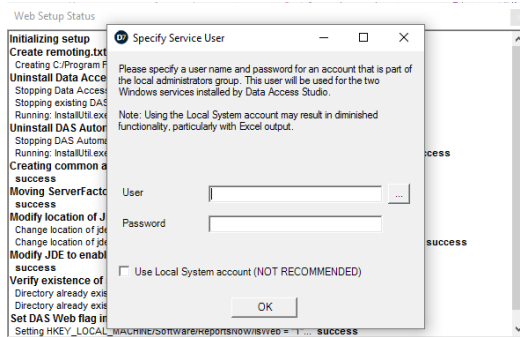 Web Setup Status
Initializing setup
Create remoting.txt
Creating C:/Program F
Uninstall Data Acce
Stopping Data Access
Stopping existing DAS
Running: InstallUtil.exe
Uninstall DAS Autor
Stopping DAS Automa
Running: InstallUtil.exe
ccess
Creating common a
success
Moving ServerFacto
success
Modify location of J
Change location of jde
Change location of jde
success
Modify JDE to enabl
success
Verify existence of
Directory already exis
Directory already exis
Set DAS Web flag in
Setting HKEY_LOCAL_MACHINE/Software/ReportsNow/IsWeb = "1"... success
D7 Specify Service User
Please specify a user name and password for an account that is part of
the local administrators group. This user will be used for the two
Windows services installed by Data Access Studio.
Note: Using the Local System account may result in diminished
functionality, particularly with Excel output.
User
...
Password
Use Local System account (NOT RECOMMENDED)
OK